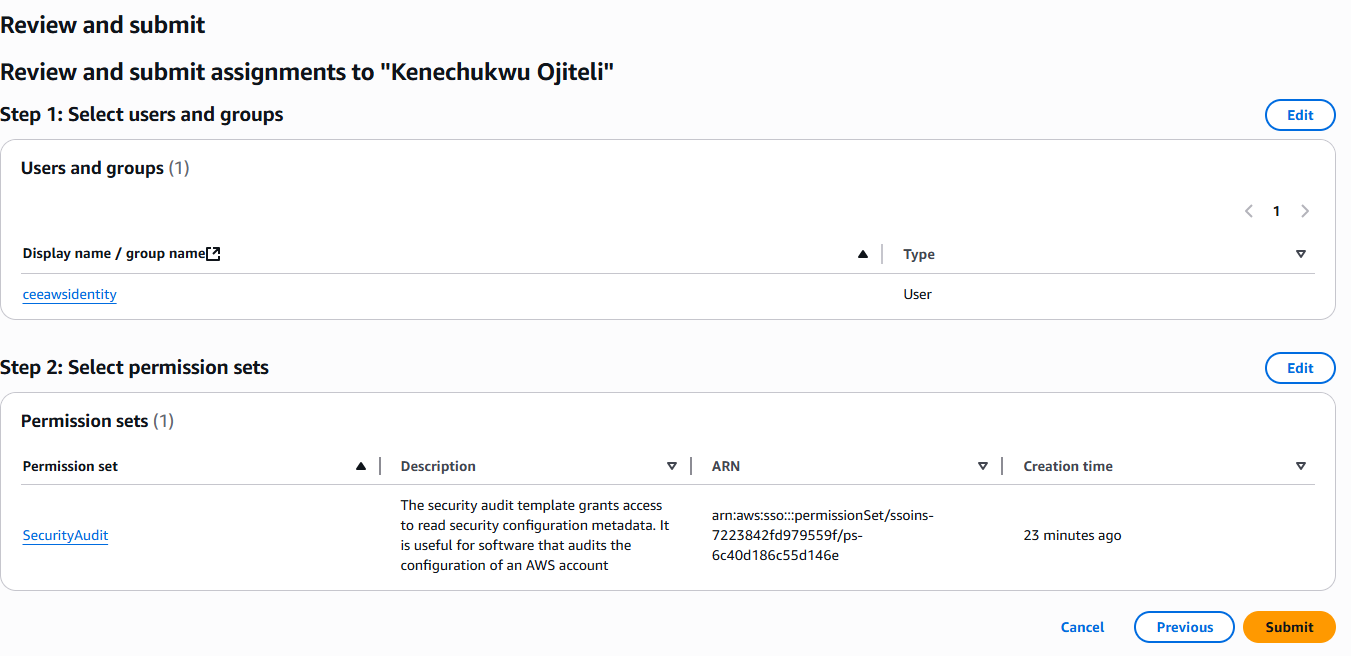 Review and submit
Review and submit assignments to "Kenechukwu Ojiteli"
Step 1: Select users and groups
Edit
Users and groups (1)
1
Display name / group name
Type
ceeawsidentity
User
Step 2: Select permission sets
Edit
Permission sets (1)
Permission set
Description
ARN
Creation time
SecurityAudit
The security audit template grants access
to read security configuration metadata. It
is useful for software that audits the
configuration of an AWS account
arn:aws:sso:::permissionSet/ssoins-
7223842fd979559f/ps-
6c40d186c55d146e
23 minutes ago
Cancel
Previous
Submit